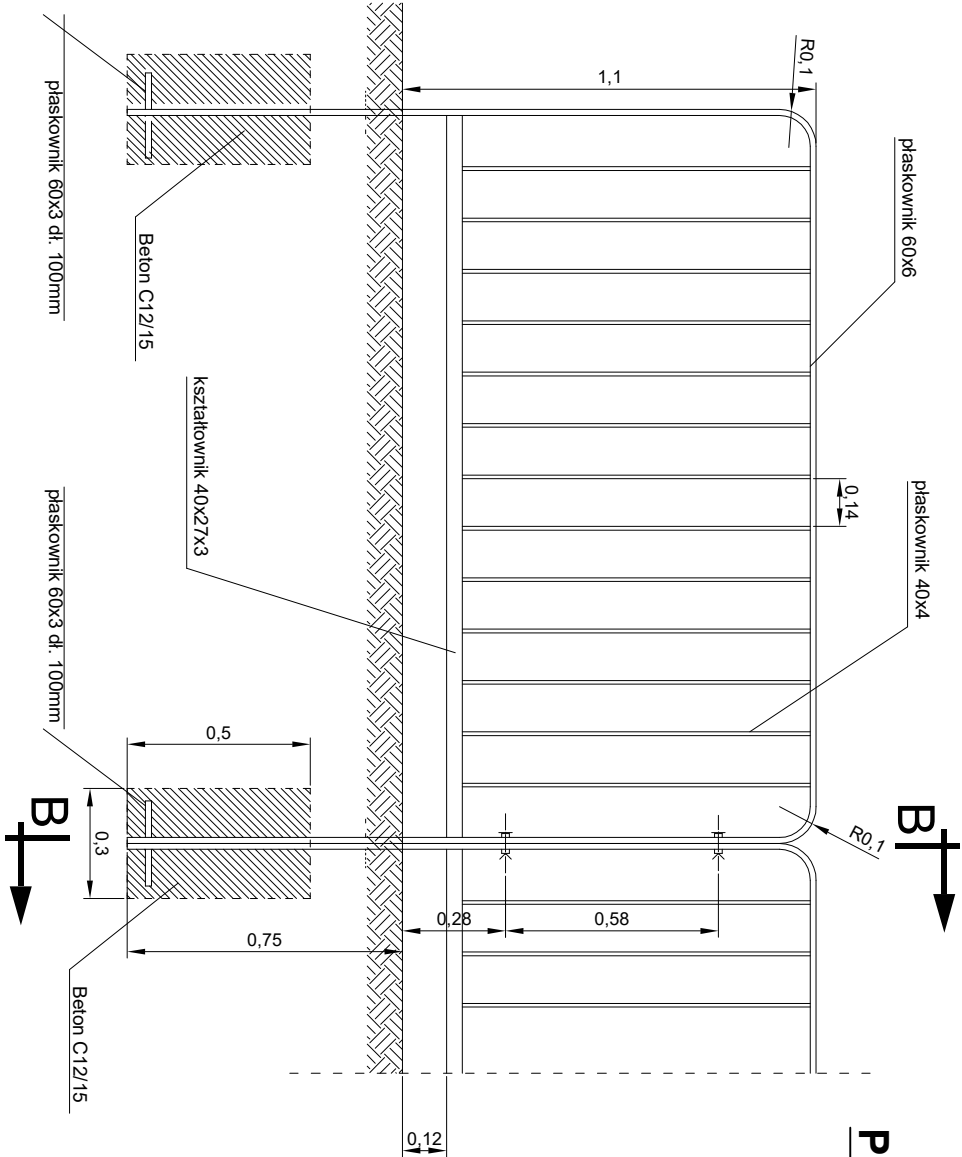 płaskownik 60x3 dł. 100mm
Beton C12/15
1,1
R0,1
płaskownik 60x6
kształtownik 40x27x3
0,14
płaskownik 40x4
płaskownik 60x3 dł. 100mm
0,5
0,3
B
B
R0,1
0,28
0,58
0,75
Beton C12/15
0,12
P